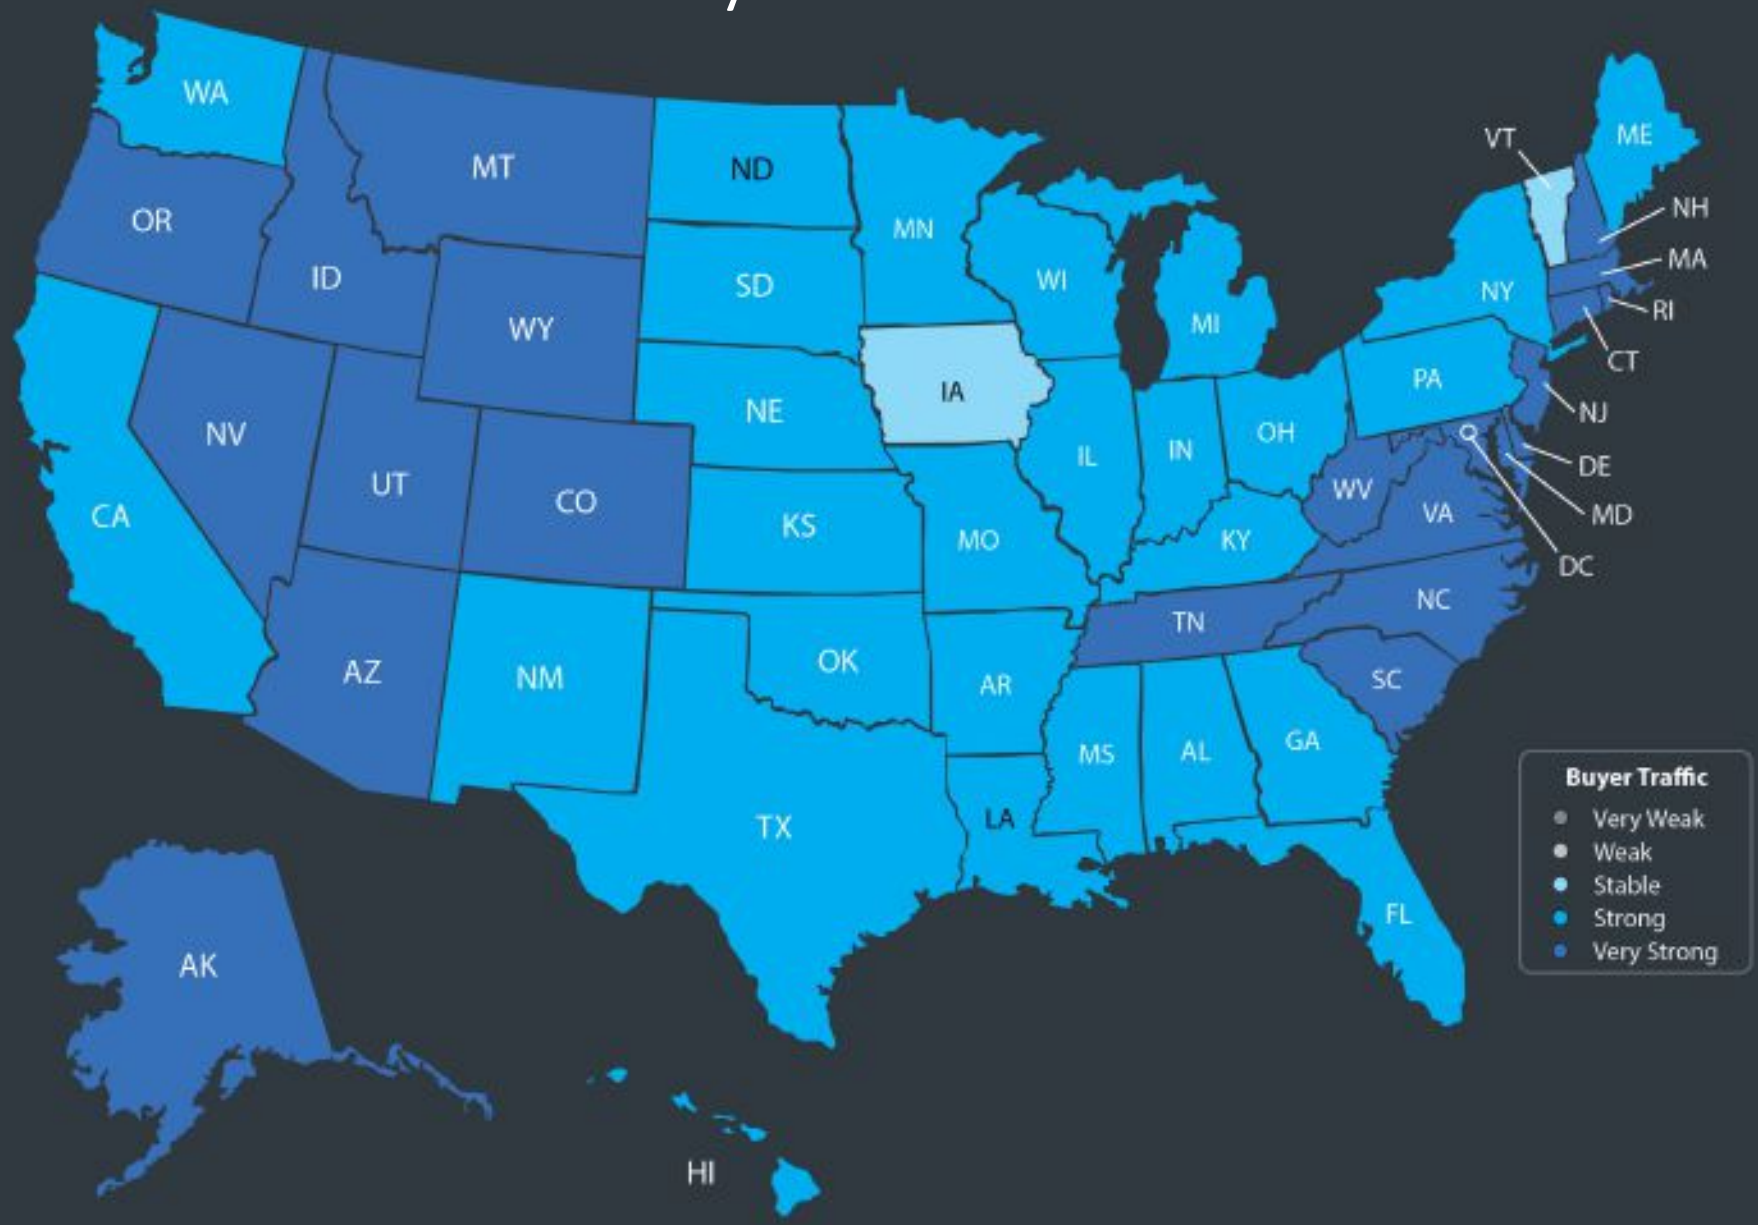 WA
MT
ND
MN
VT
ME
NH
OR
ID
SD
WI
MI
NY
MA
RI
WY
CT
IA
PA
NE
NJ
NV
UT
CO
KS
MO
IL
IN
OH
WV
VA
DE
MD
DC
CA
KY
TN
NC
AZ
NM
OK
AR
SC
MS
AL
GA
TX
LA
FL
Buyer Traffic
Very Weak
Weak
Stable
Strong
Very Strong
AK
HI